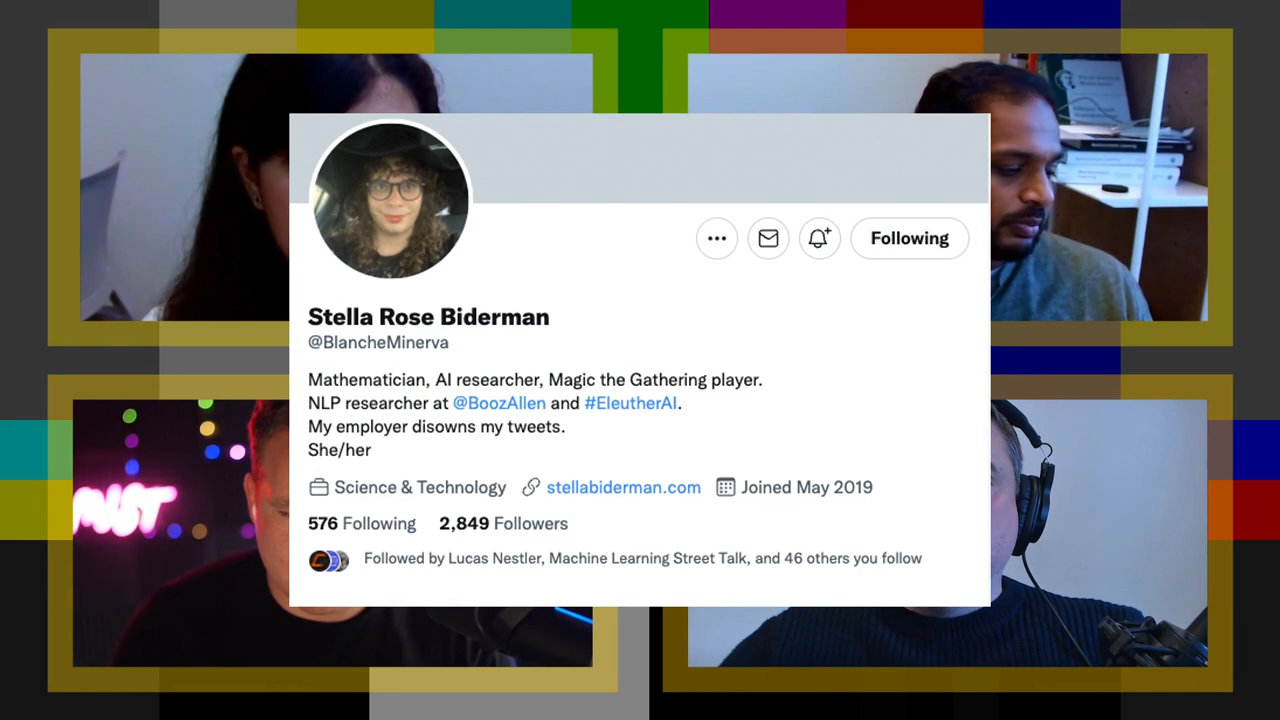 Following
Stella Rose Biderman
@BlancheMinerva
Mathematician, AI researcher, Magic the Gathering player.
NLP researcher at @BoozAllen and #EleutherAI.
My employer disowns my tweets.
She/her
Science & Technology stellabiderman.com Joined May 2019
576 Following 2,849 Followers
Followed by Lucas Nestler, Machine Learning Street Talk, and 46 others you follow